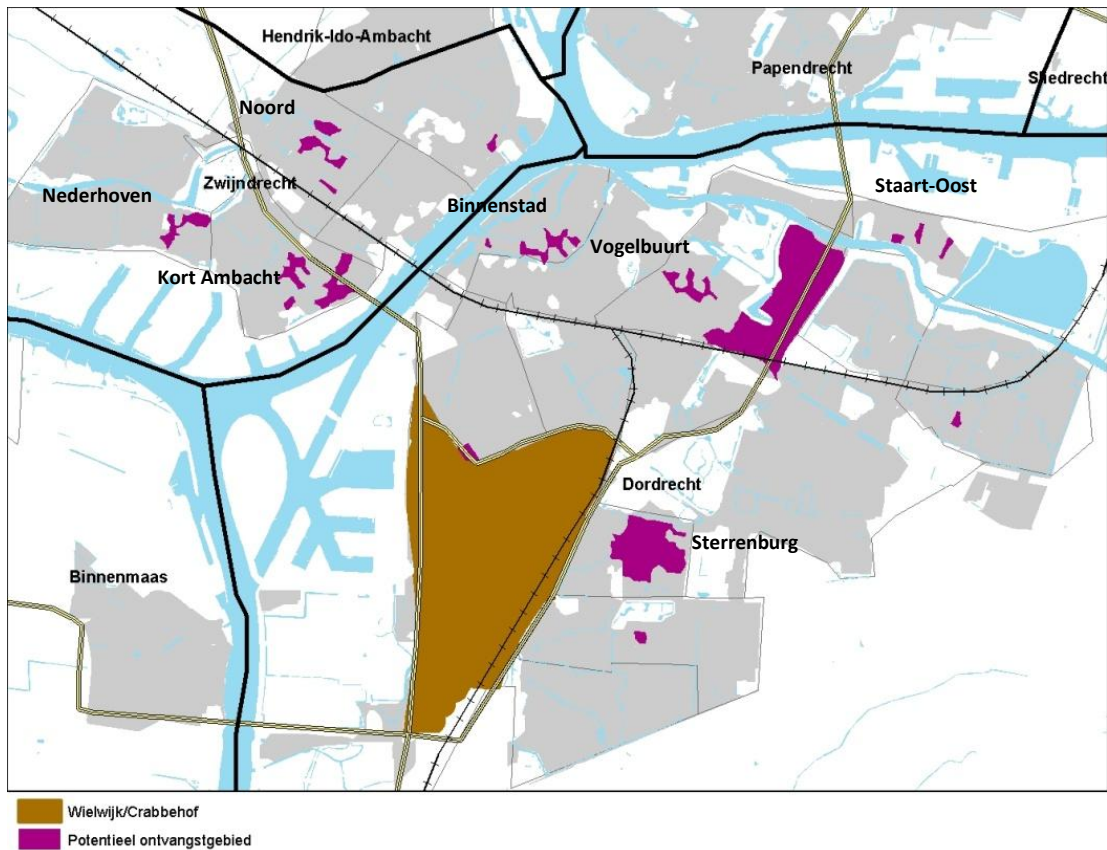 Hendrik-Ido-Ambacht
Papendrecht
Sliedrecht
Noord
Zwijndrecht
Nederhoven
Staart-Oost
Binnenstad
Vogelbuurt
Kort Ambacht
Dordrecht
Sterrenburg
Binnenmaas
Wielwijk/Crabbehof
Potentieel ontvangstgebied